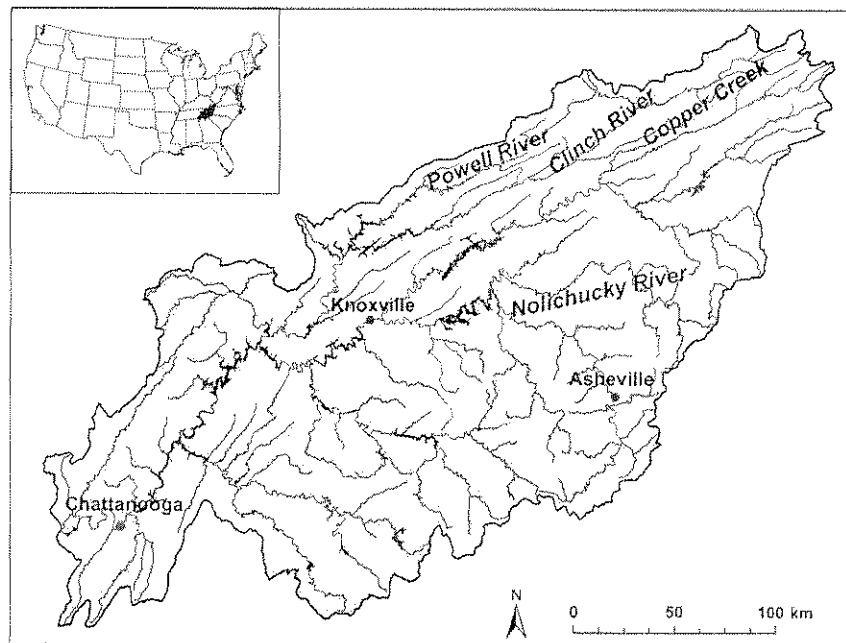 Powell River
Clinch River
Copper Creek
Nolichucky River
Knoxville
Asheville
Chattanooga
N
0 50 100 km